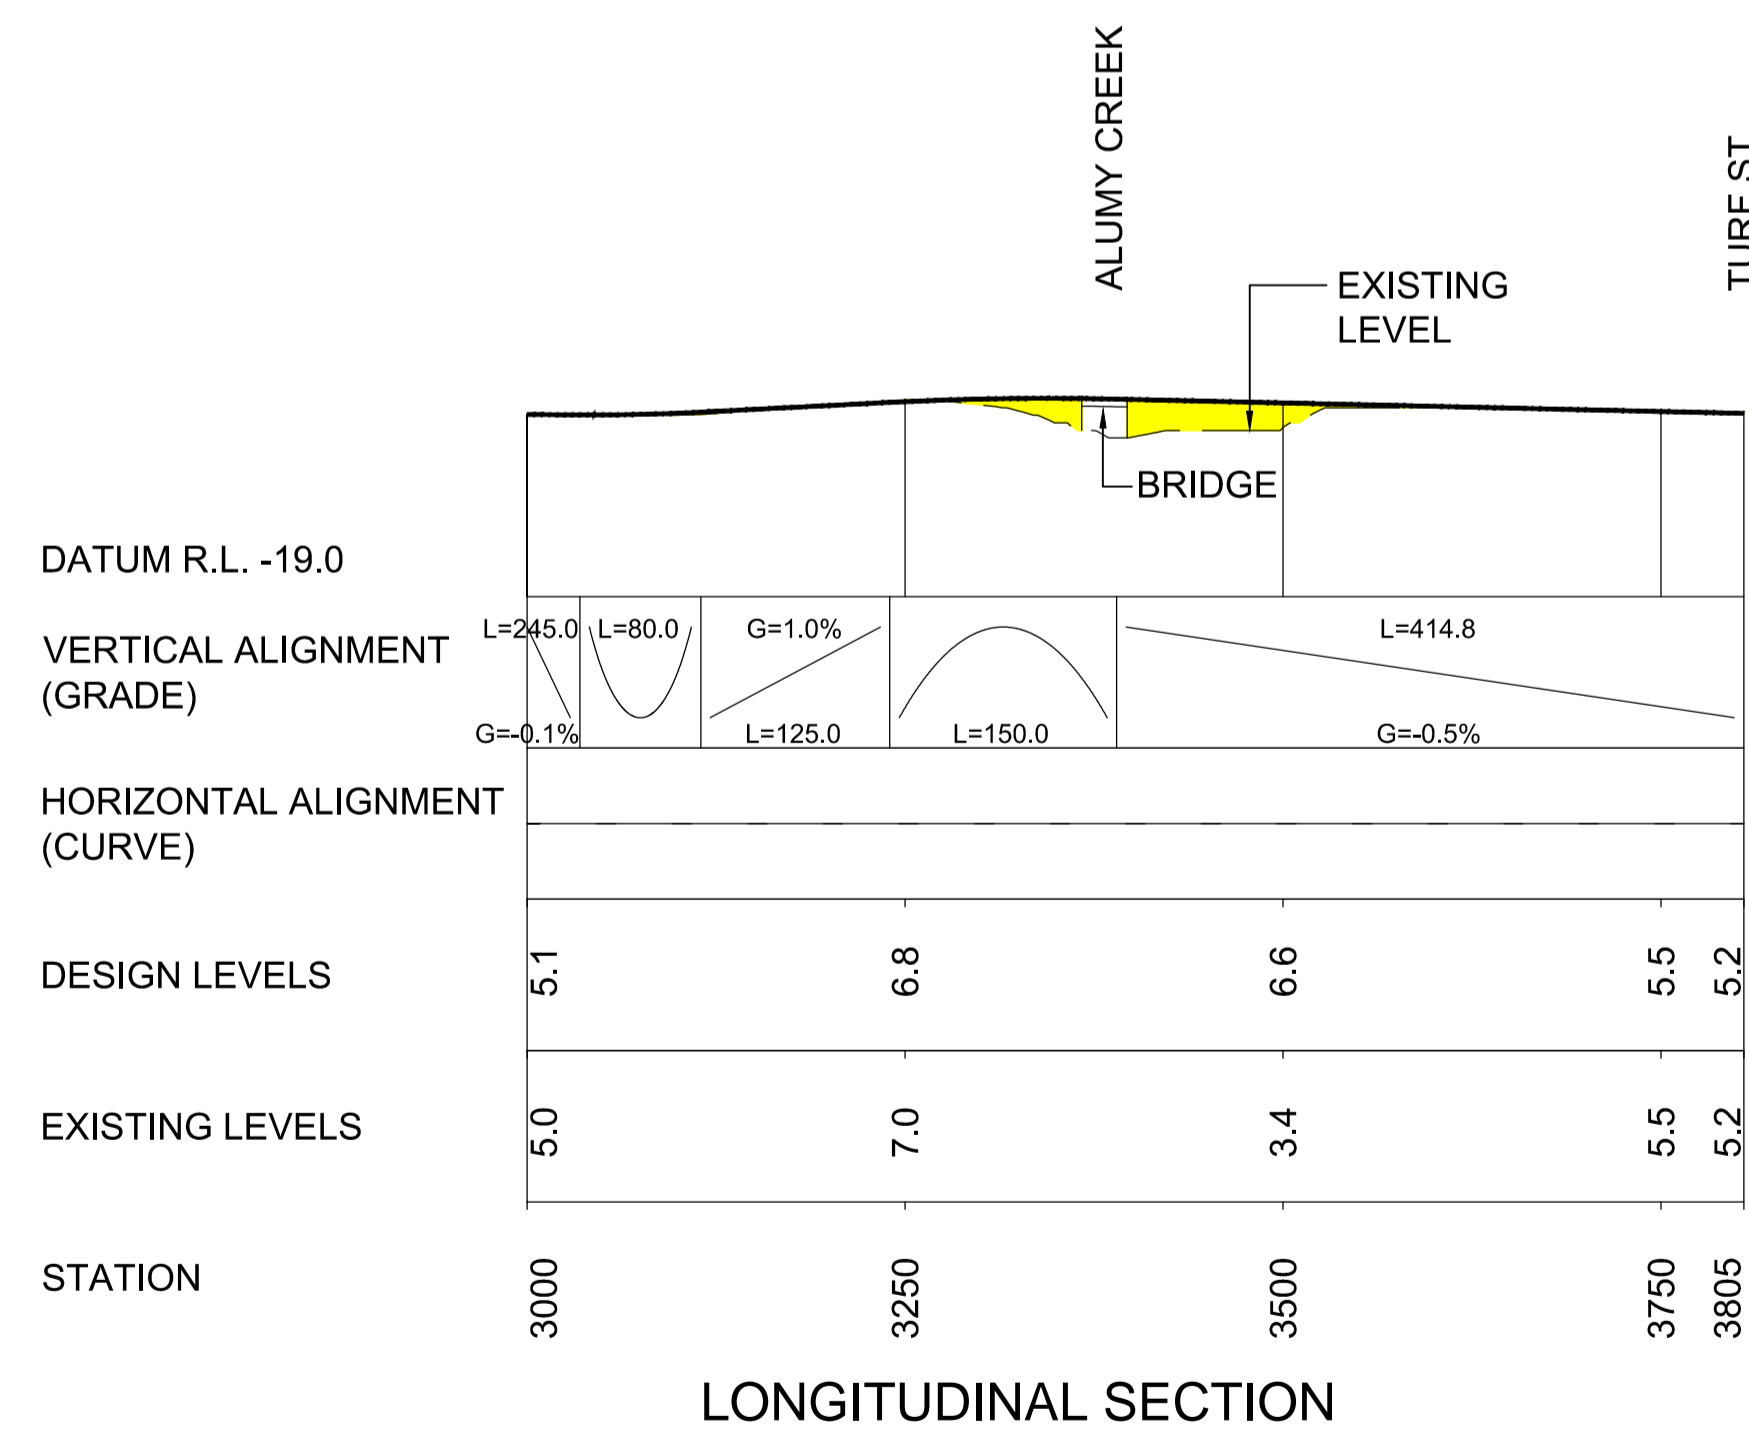 ALUMY CREEK
TURF ST
EXISTING
LEVEL
BRIDGE
DATUM R.L. -19.0
VERTICAL ALIGNMENT
(GRADE)
L=245.0
L=80.0
G=1.0%
L=414.8
G=-0.1%
L=125.0
L=150.0
G=-0.5%
HORIZONTAL ALIGNMENT
(CURVE)
DESIGN LEVELS
5.1
6.8
6.6
5.5
5.2
EXISTING LEVELS
5.0
7.0
3.4
5.5
5.2
STATION
3000
3250
3500
3750
3805
LONGITUDINAL SECTION